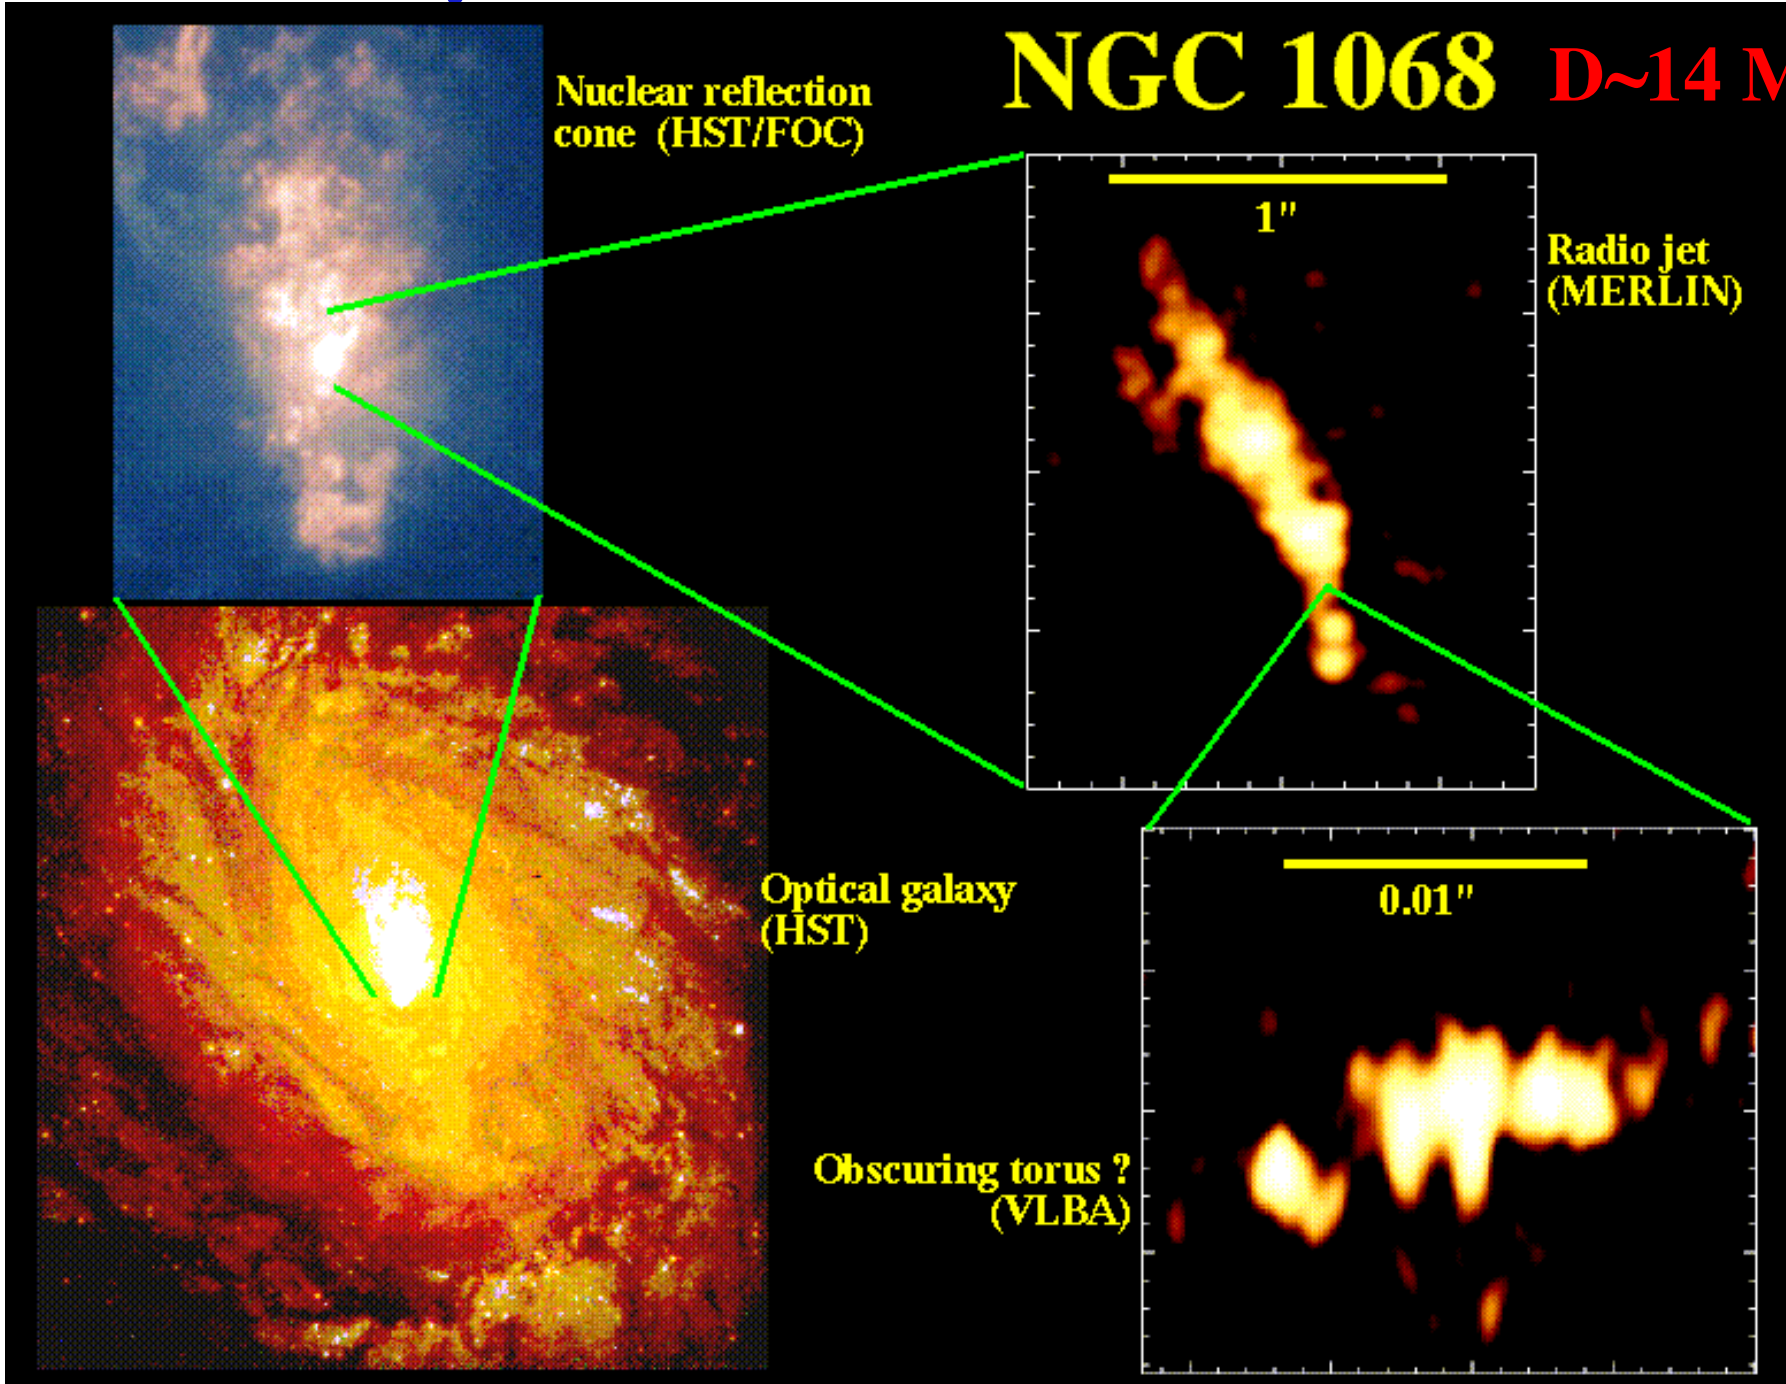 NGC 1068 D~14 M
Nuclear reflection
cone (HST/FOC)
1"
Radio jet
(MERLIN)
0.01"
Optical galaxy
(HST)
Obscuring torus ?
(VLBA)